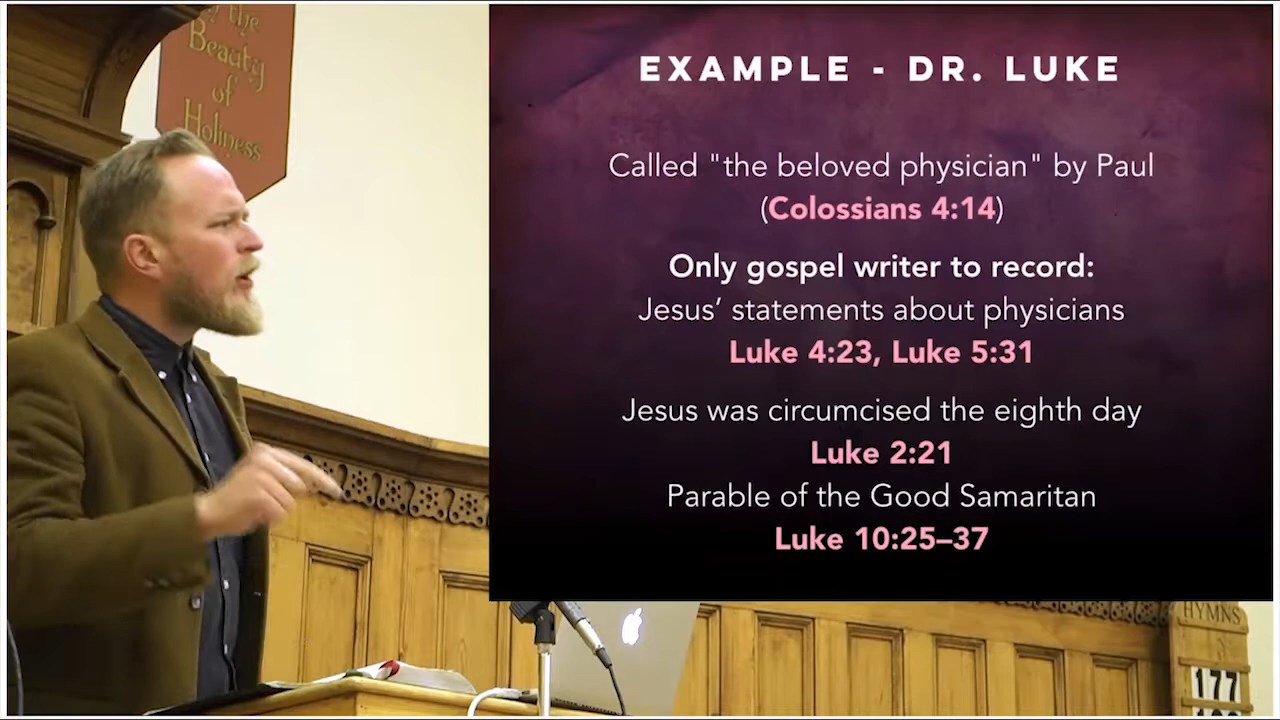 the
Beauty
of
Holiness
EXAMPLE - DR. LUKE
Called "the beloved physician" by Paul
(Colossians 4:14)
Only gospel writer to record:
Jesus’ statements about physicians
Luke 4:23, Luke 5:31
Jesus was circumcised the eighth day
Luke 2:21
Parable of the Good Samaritan
Luke 10:25–37
HYMNS
177